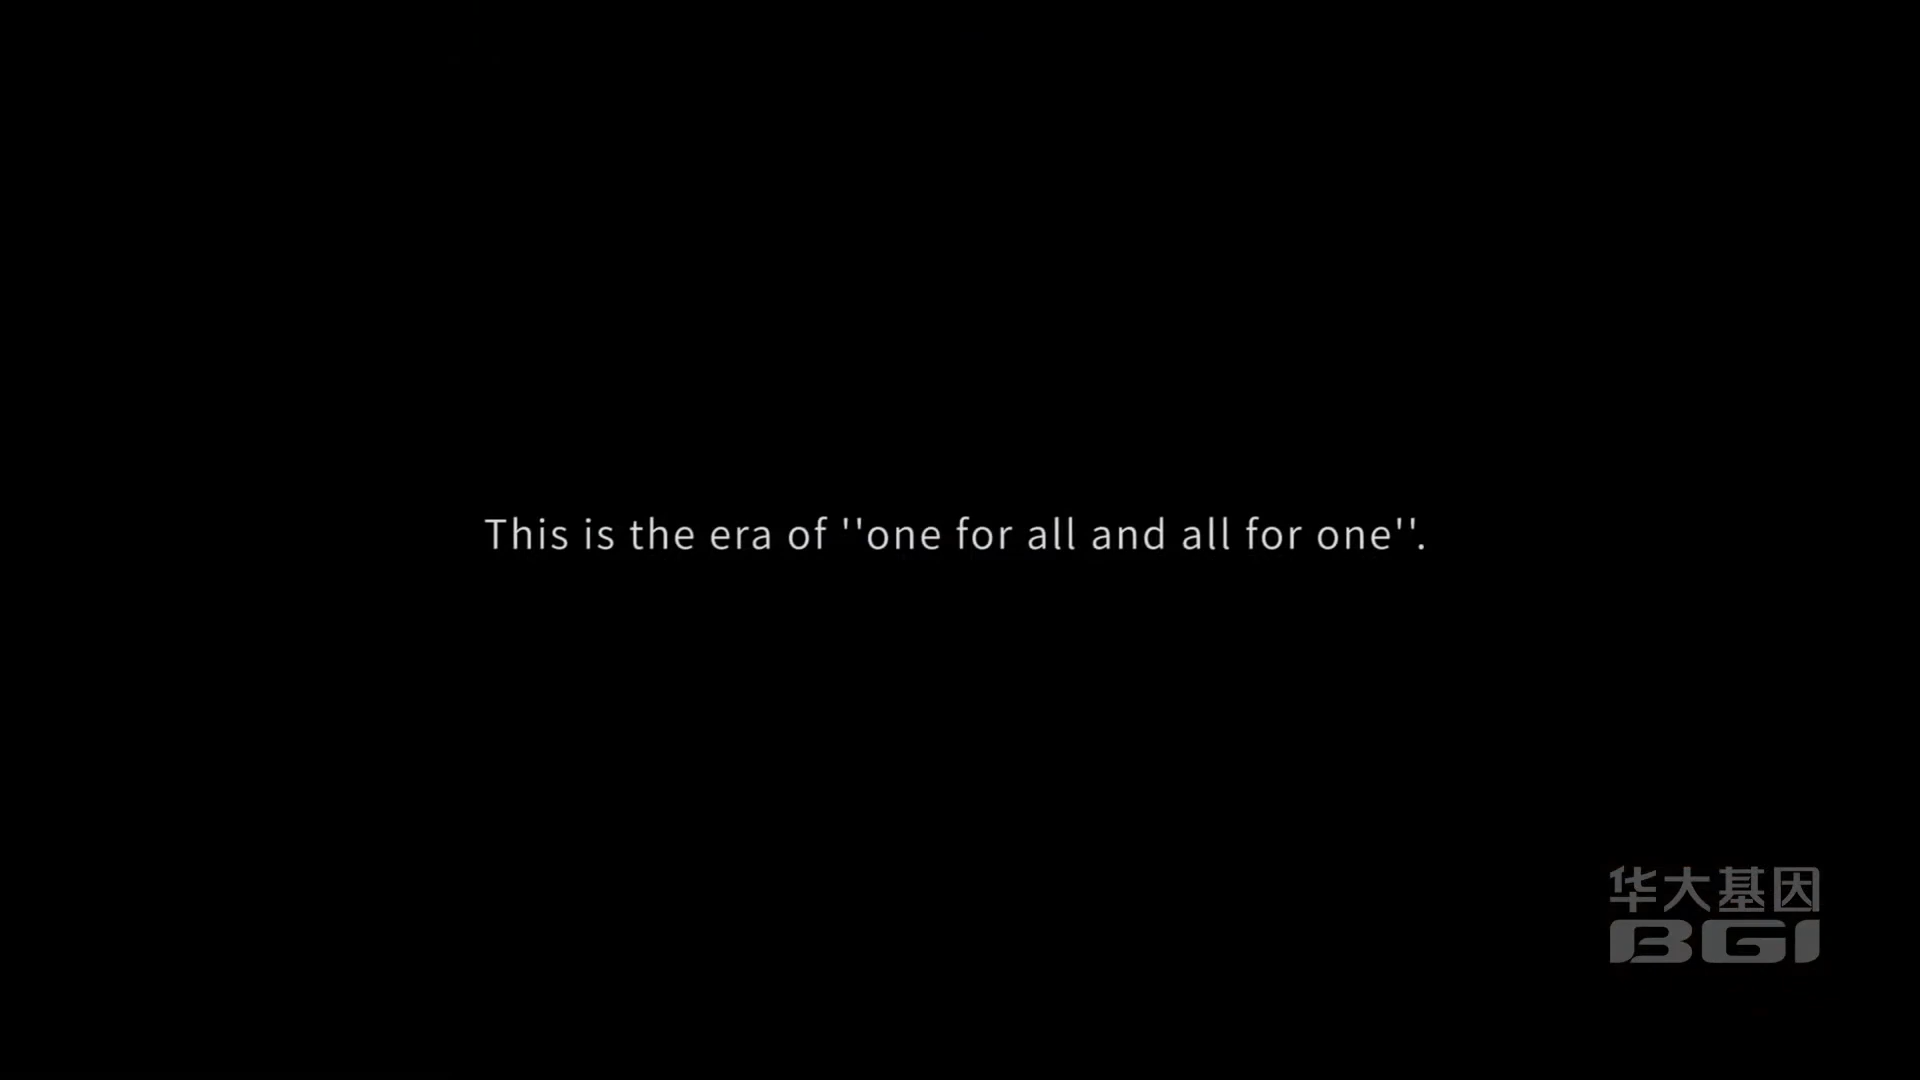 This is the era of ''one for all and all for one''.
华大基因
BGI